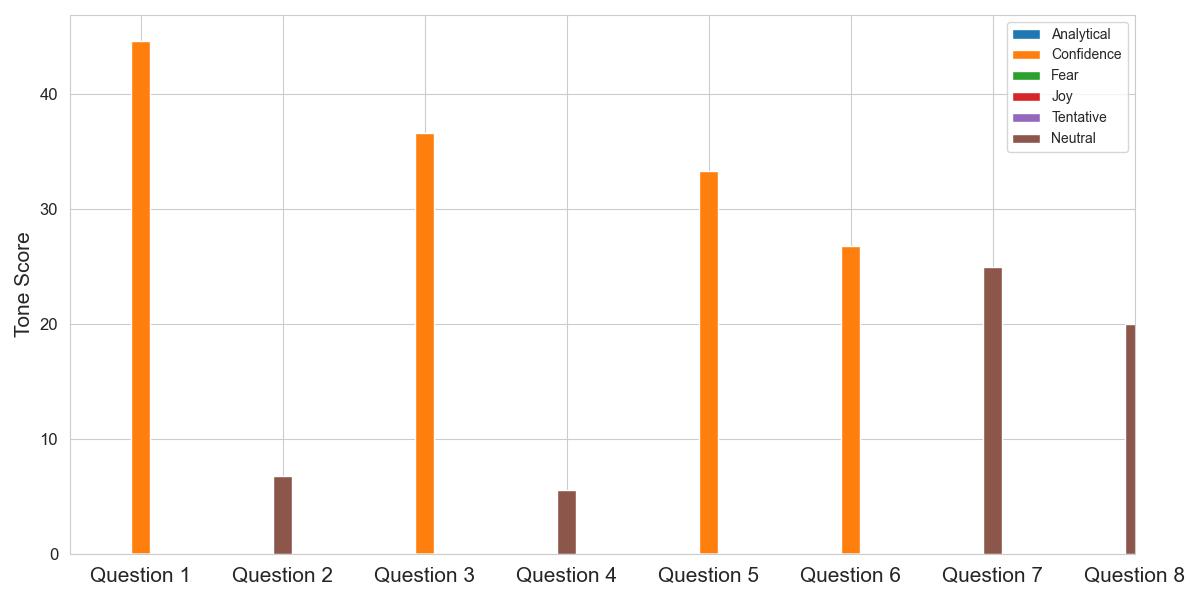 Tone Score
40
30
20
10
0
Analytical
Confidence
Fear
Joy
Tentative
Neutral
Question 1 Question 2 Question 3 Question 4 Question 5 Question 6 Question 7 Question 8